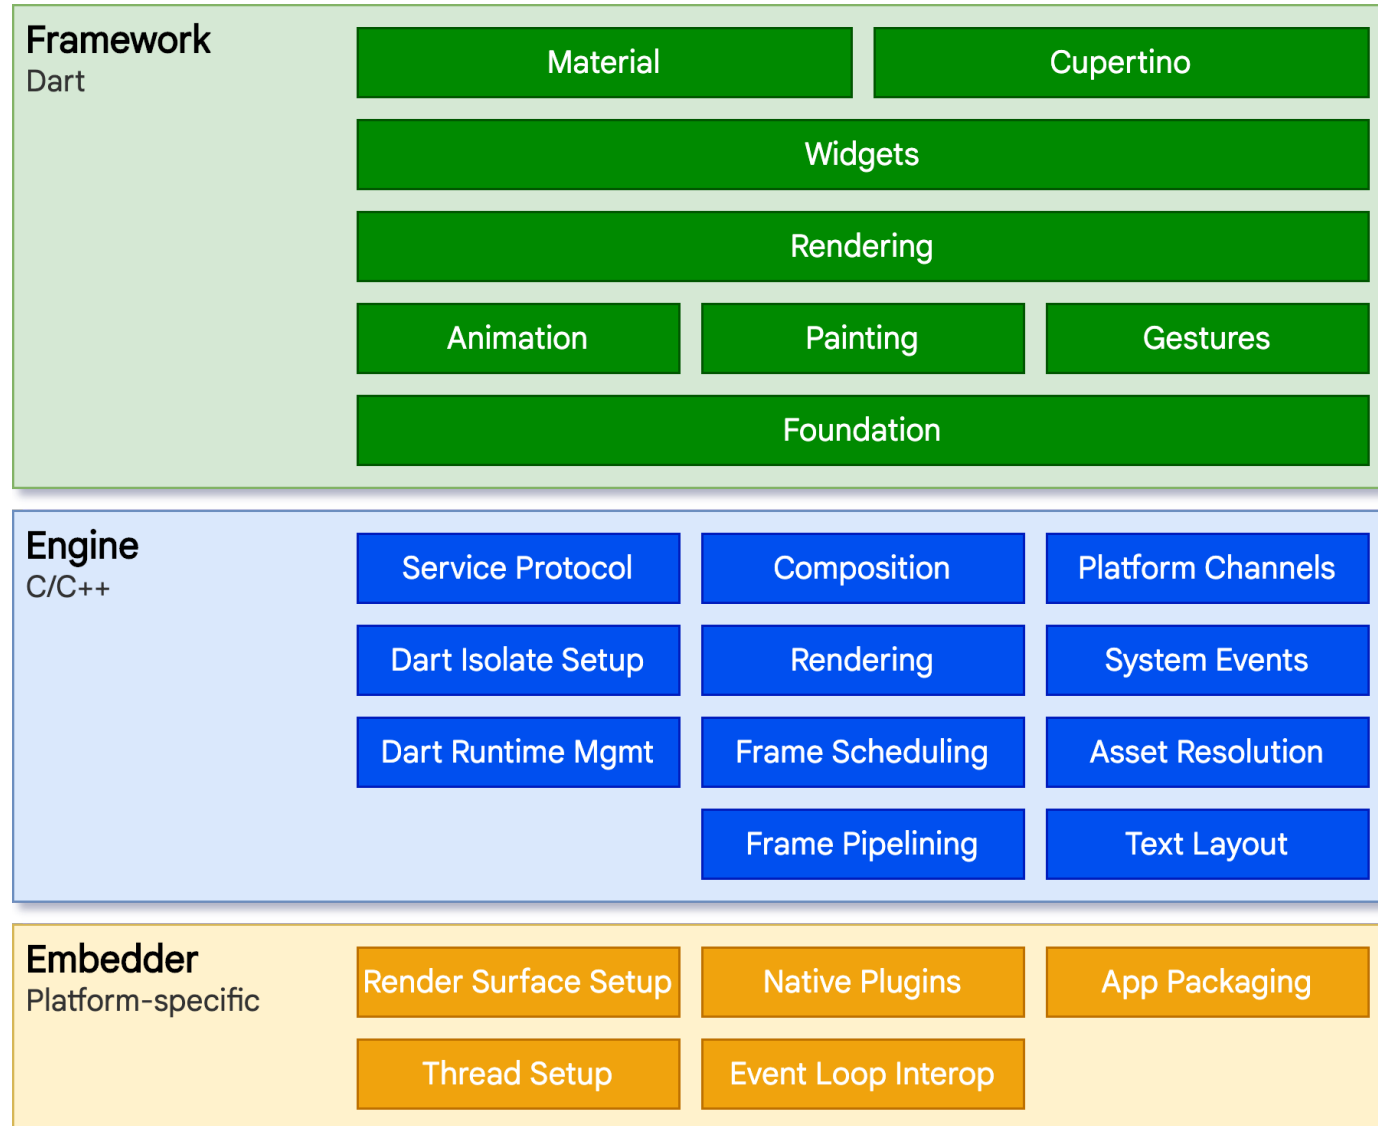 Framework
Dart
Material
Cupertino
Widgets
Rendering
Animation
Painting
Gestures
Foundation
Engine
C/C++
Service Protocol
Composition
Platform Channels
Dart Isolate Setup
Rendering
System Events
Dart Runtime Mgmt
Frame Scheduling
Asset Resolution
Frame Pipelining
Text Layout
Embedder
Platform-specific
Render Surface Setup
Native Plugins
App Packaging
Thread Setup
Event Loop Interop